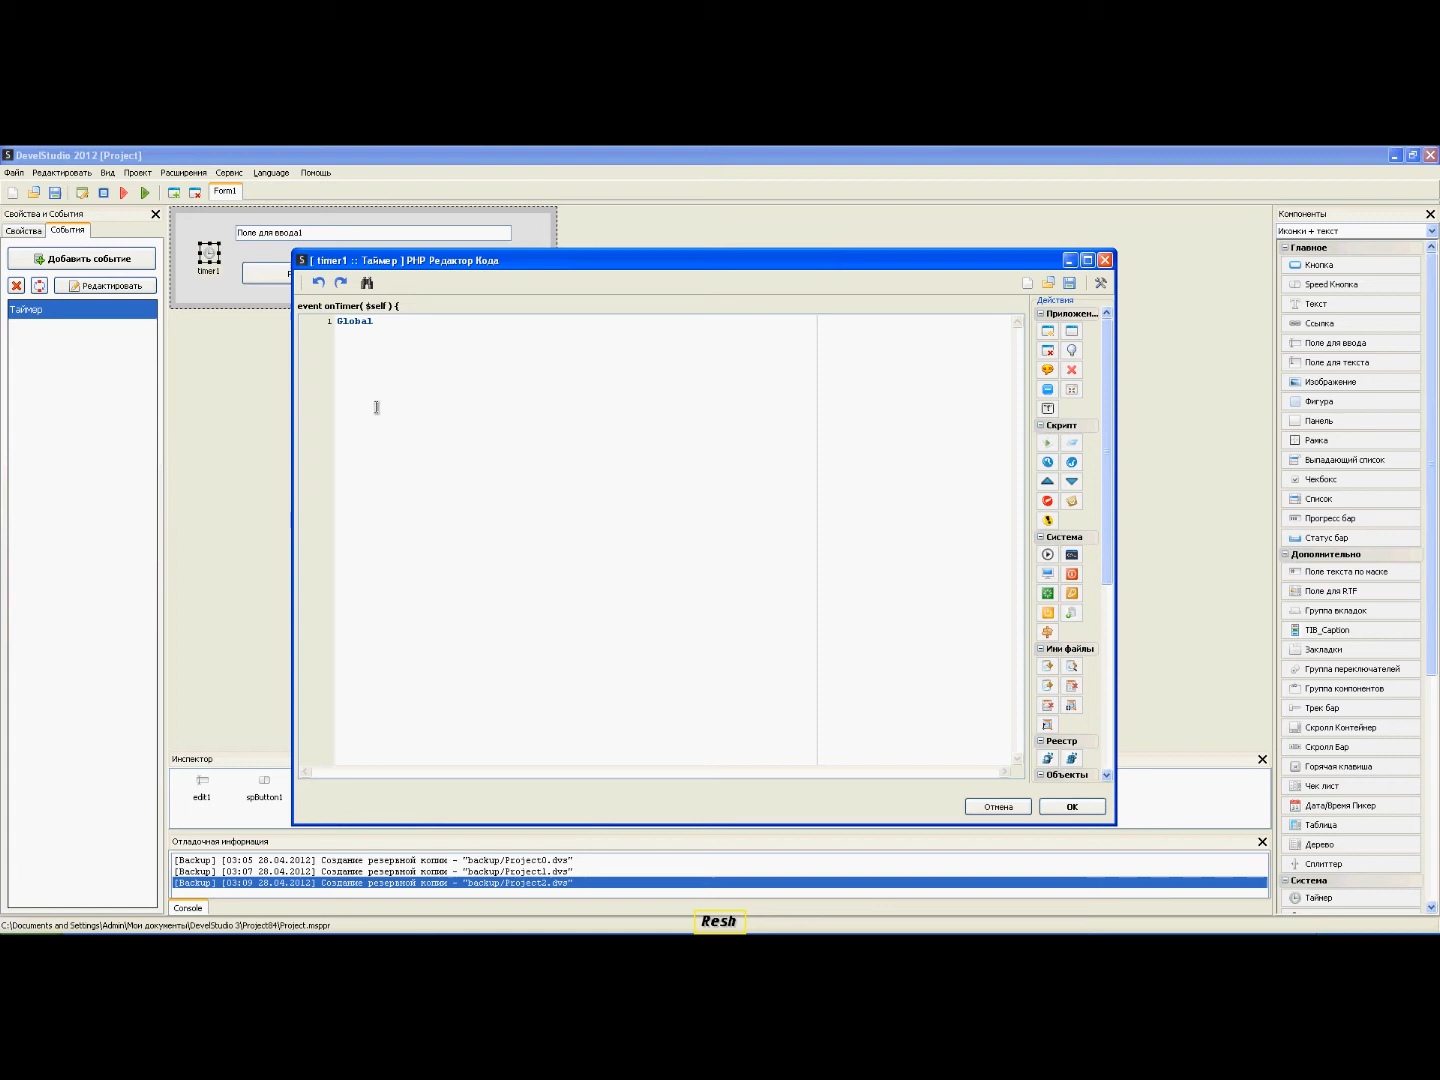 DevelStudio 2012 [Project]
Файл Редактировать Вид Проект Расширения Сервис Language Помощь
Form1
Свойства и События
Свойства События
Добавить событие
Редактировать
Таймер
Поле для ввода1
timer1
[ timer1 :: Таймер ] PHP Редактор Кода
event onTimer( $self ) {
1 Global
Действия
Приложен...
Скрипт
Система
Ини файлы
Реестр
Объекты
Отмена OK
Инспектор
edit1 spButton1
Отладочная информация
[Backup] [03:05 28.04.2012] Создание резервной копии - "backup/Project0.dvs"
[Backup] [03:07 28.04.2012] Создание резервной копии - "backup/Project1.dvs"
[Backup] [03:09 28.04.2012] Создание резервной копии - "backup/Project2.dvs"
Console
C:\Documents and Settings\Admin\Мои документы\DevelStudio 3\Project84\Project.msppr
Resh
Компоненты
Иконки + текст
Главное
Кнопка
Speed Кнопка
Текст
Ссылка
Поле для ввода
Поле для текста
Изображение
Фигура
Панель
Рамка
Выпадающий список
Чекбокс
Список
Прогресс бар
Статус бар
Дополнительно
Поле текста по маске
Поле для RTF
Группа вкладок
TIB_Caption
Закладки
Группа переключателей
Группа компонентов
Трек бар
Скролл Контейнер
Скролл Бар
Горячая клавиша
Чек лист
Дата/Время Пикер
Таблица
Дерево
Сплиттер
Система
Таймер